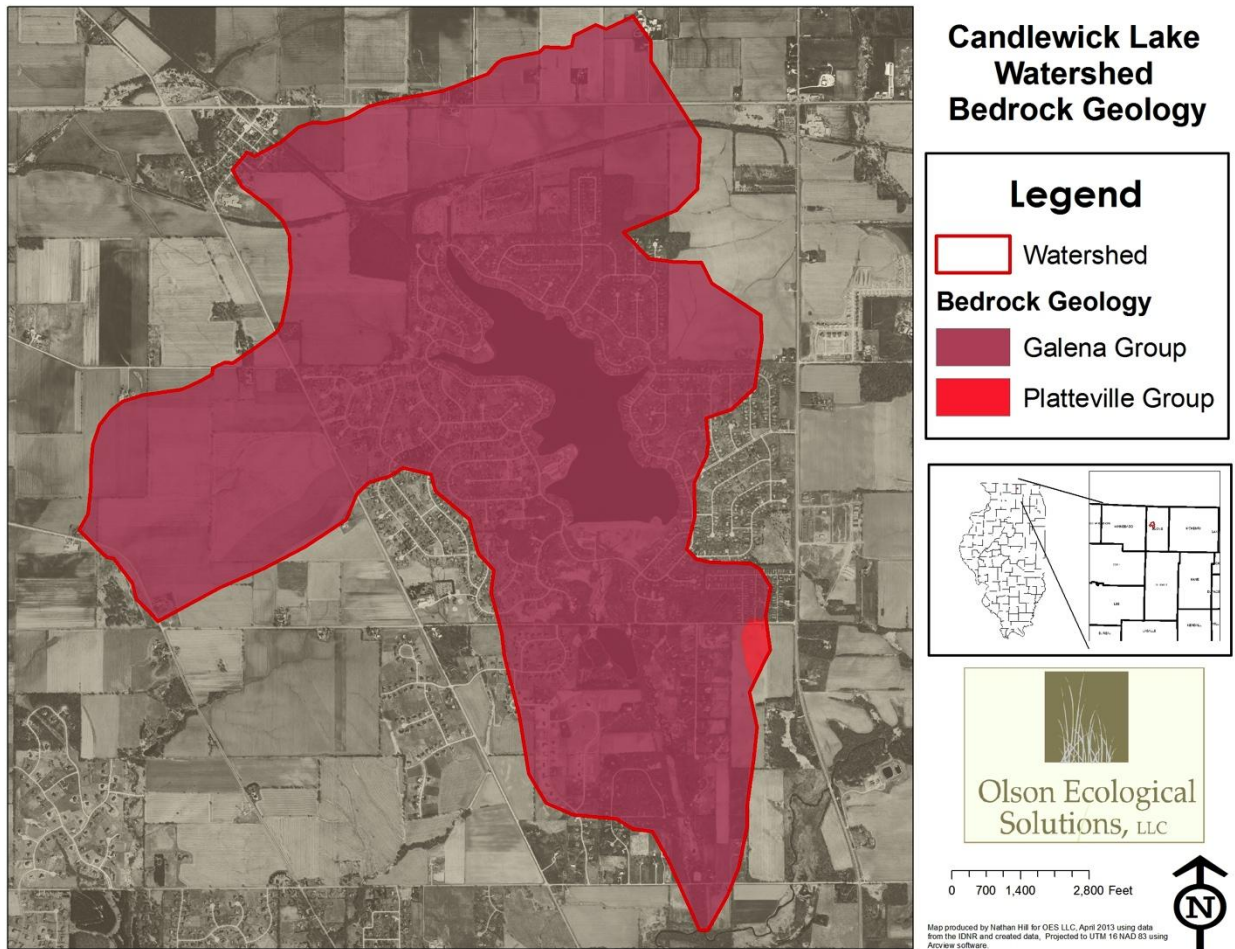 Candlewick Lake
Watershed
Bedrock Geology
Legend
Watershed
Bedrock Geology
Galena Group
Platteville Group
Olson Ecological
Solutions, LLC
0 700 1,400 2,800 Feet
N
Map produced by Nathan Hill for OES LLC, April 2013 using data
from the IDNR and created data, Projected to UTM 16 NAD 83 using
Arcview software.